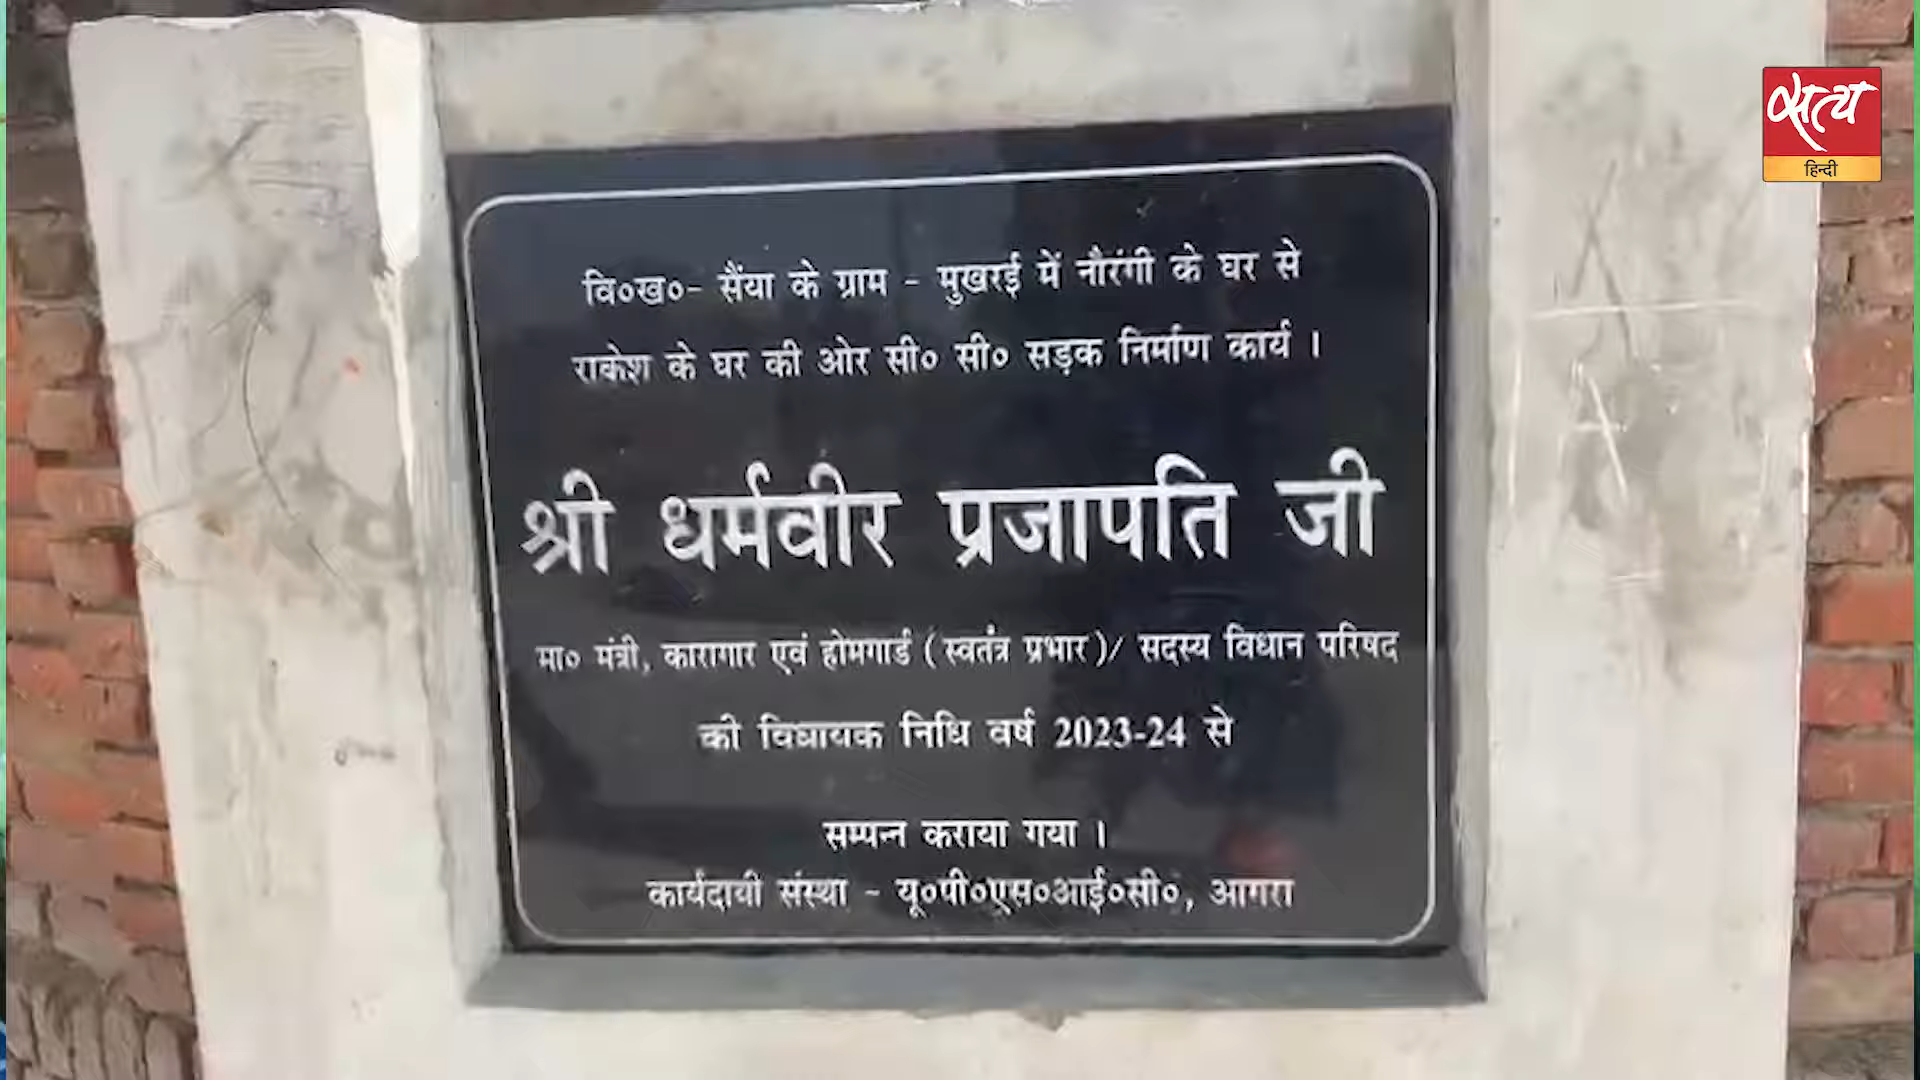 सत्य
हिन्दी
वि०ख०- सैंया के ग्राम - मुखरई में नौरंगी के घर से
राकेश के घर की ओर सी० सी० सड़क निर्माण कार्य ।
श्री धर्मवीर प्रजापति जी
मा० मंत्री, कारागार एवं होमगार्ड (स्वतंत्र प्रभार)/ सदस्य विधान परिषद
की विधायक निधि वर्ष 2023-24 से
सम्पन्न कराया गया ।
कार्यदायी संस्था - यू०पी०एस०आई०सी०, आगरा